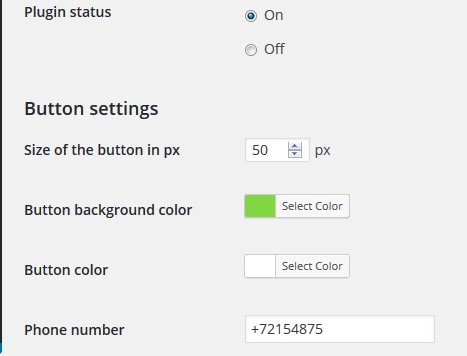 Plugin status
On
Off
Button settings
Size of the button in px
50 px
Button background color
Select Color
Button color
Select Color
Phone number
+72154875